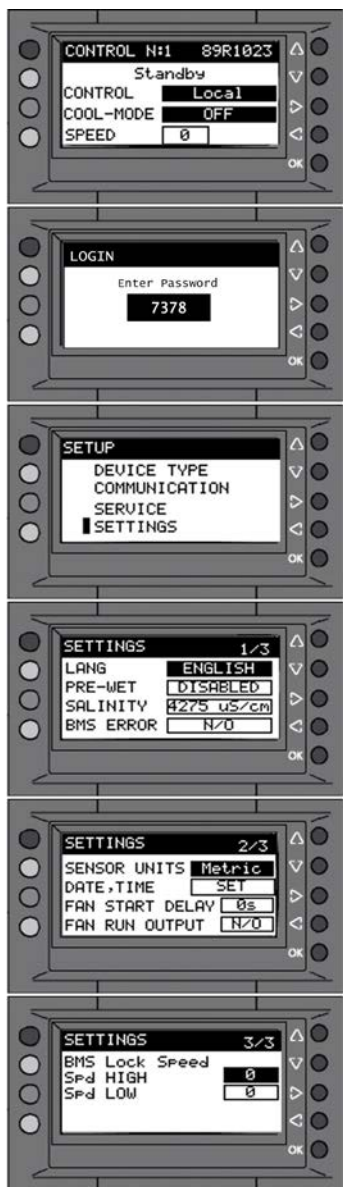 CONTROL N:1 89R1023
Standby
CONTROL Local
COOL-MODE OFF
SPEED 0
OK
LOGIN
Enter Password
7378
OK
SETUP
DEVICE TYPE
COMMUNICATION
SERVICE
SETTINGS
OK
SETTINGS 1/3
LANG ENGLISH
PRE-WET DISABLED
SALINITY 4275 uS/cm
BMS ERROR N/O
OK
SETTINGS 2/3
SENSOR UNITS Metric
DATE,TIME SET
FAN START DELAY 0s
FAN RUN OUTPUT N/O
OK
SETTINGS 3/3
BMS Lock Speed
Spd HIGH 0
Spd LOW 0
OK